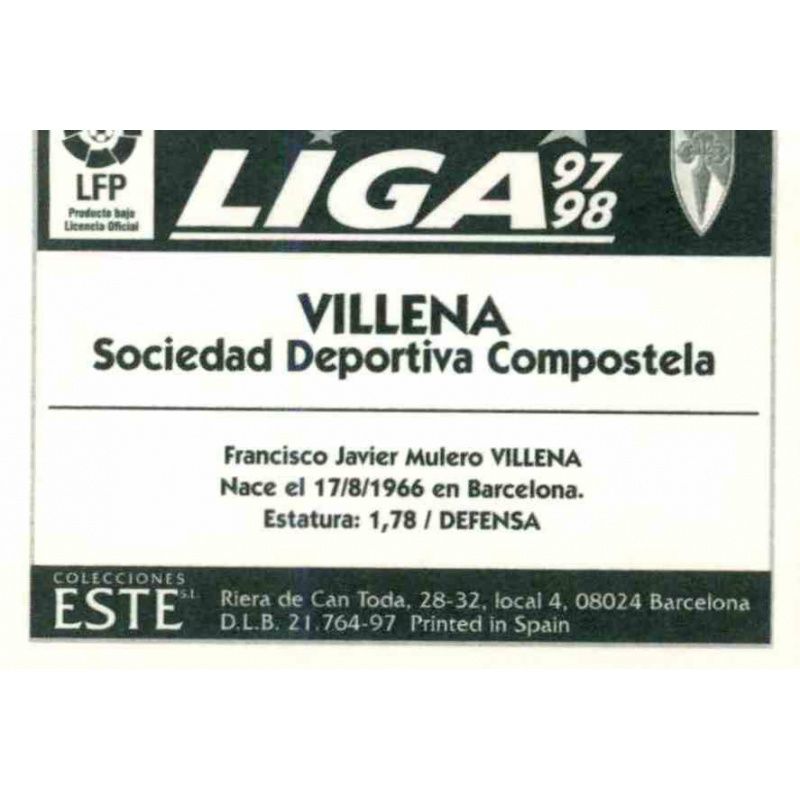 LFP
Producto bajo
Licencia Oficial
LIGA 97 98
VILLENA
Sociedad Deportiva Compostela
Francisco Javier Mulero VILLENA
Nace el 17/8/1966 en Barcelona.
Estatura: 1,78 / DEFENSA
COLECCIONES
ESTE S.L.
Riera de Can Toda, 28-32, local 4, 08024 Barcelona
D.L.B. 21.764-97 Printed in Spain